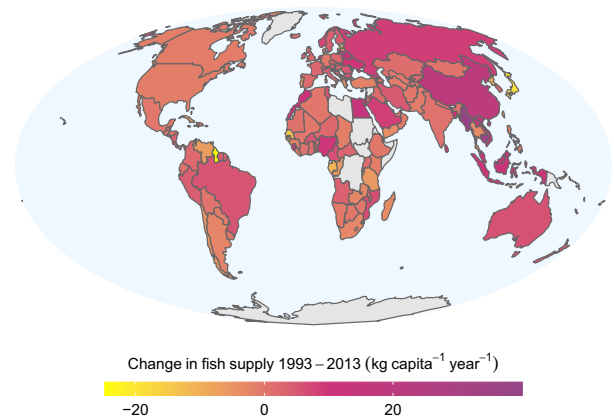 Change in fish supply 1993 – 2013 (kg capita⁻¹ year⁻¹)
−20 0 20